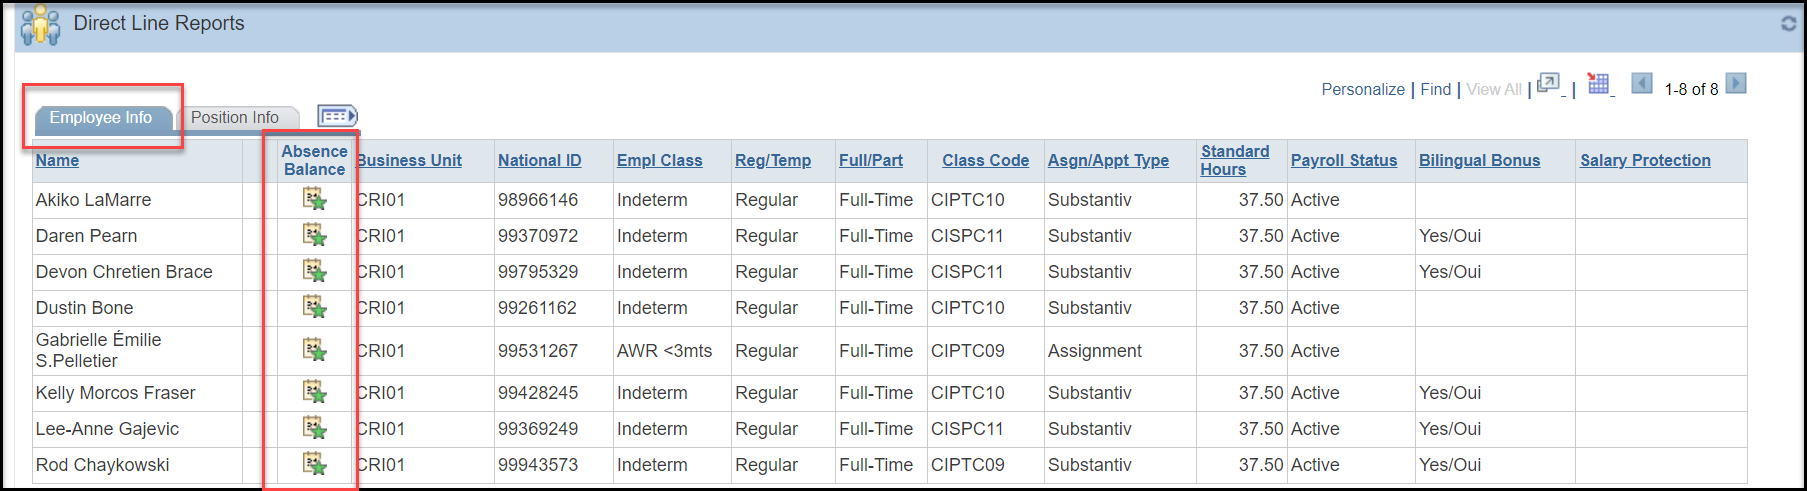 Direct Line Reports
Personalize | Find | View All | | 1-8 of 8
Employee Info Position Info
Name Absence Balance Business Unit National ID Empl Class Reg/Temp Full/Part Class Code Asgn/Appt Type Standard Hours Payroll Status Bilingual Bonus Salary Protection
Akiko LaMarre CRI01 98966146 Indeterm Regular Full-Time CIPTC10 Substantiv 37.50 Active
Daren Pearn CRI01 99370972 Indeterm Regular Full-Time CISPC11 Substantiv 37.50 Active Yes/Oui
Devon Chretien Brace CRI01 99795329 Indeterm Regular Full-Time CISPC11 Substantiv 37.50 Active Yes/Oui
Dustin Bone CRI01 99261162 Indeterm Regular Full-Time CIPTC10 Substantiv 37.50 Active
Gabrielle Émilie S.Pelletier CRI01 99531267 AWR <3mts Regular Full-Time CIPTC09 Assignment 37.50 Active
Kelly Morcos Fraser CRI01 99428245 Indeterm Regular Full-Time CIPTC10 Substantiv 37.50 Active Yes/Oui
Lee-Anne Gajevic CRI01 99369249 Indeterm Regular Full-Time CISPC11 Substantiv 37.50 Active Yes/Oui
Rod Chaykowski CRI01 99943573 Indeterm Regular Full-Time CIPTC09 Substantiv 37.50 Active Yes/Oui